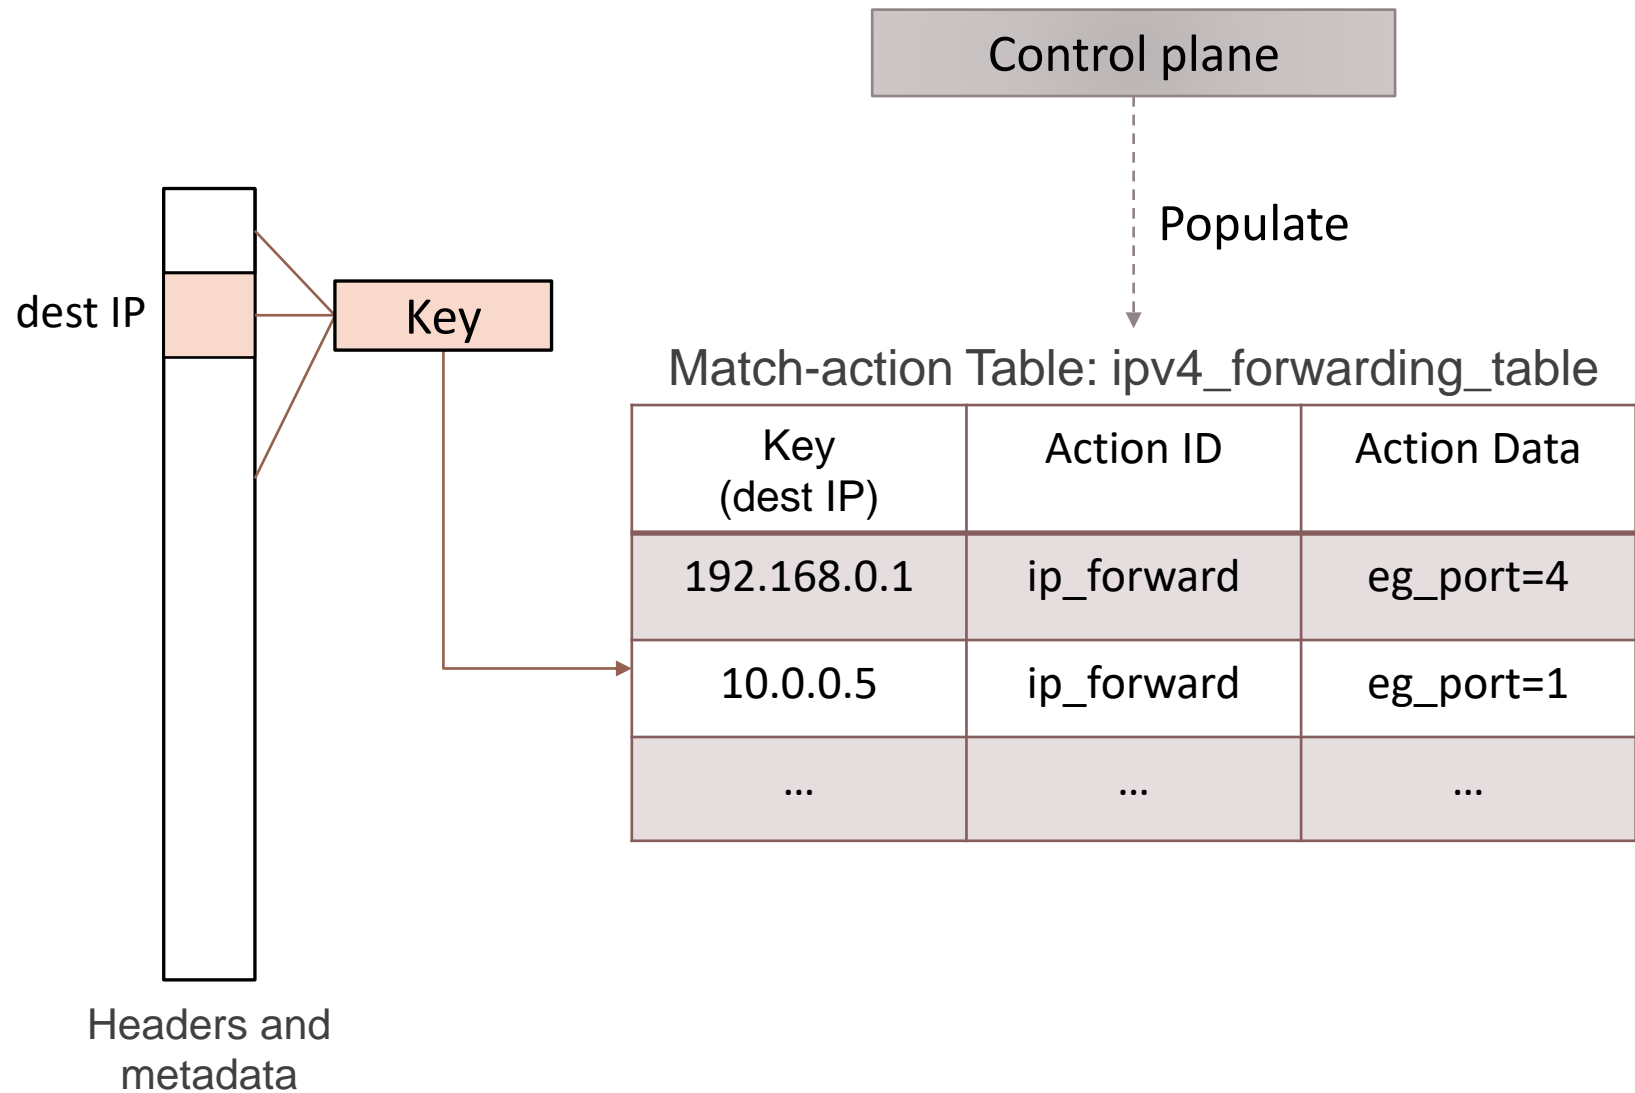 Control plane
Populate
dest IP
Key
Match-action Table: ipv4_forwarding_table
Key
(dest IP)
Action ID
Action Data
192.168.0.1
ip_forward
eg_port=4
10.0.0.5
ip_forward
eg_port=1
...
...
...
Headers and
metadata